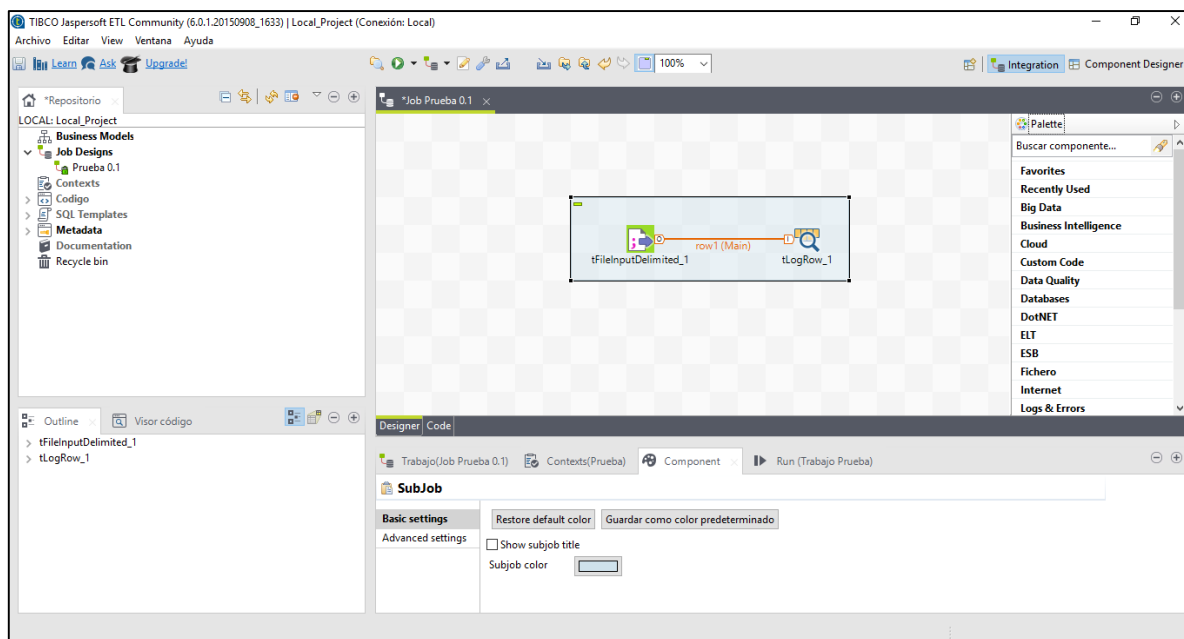 TIBCO Jaspersoft ETL Community (6.0.1.20150908_1633) | Local_Project (Conexión: Local)
Archivo Editar View Ventana Ayuda
Learn Ask Upgrade!
100%
Integration Component Designer
*Repositorio
LOCAL: Local_Project
Business Models
Job Designs
Prueba 0.1
Contexts
Codigo
SQL Templates
Metadata
Documentation
Recycle bin
*Job Prueba 0.1
tFileInputDelimited_1
row1 (Main)
tLogRow_1
Palette
Buscar componente...
Favorites
Recently Used
Big Data
Business Intelligence
Cloud
Custom Code
Data Quality
Databases
DotNET
ELT
ESB
Fichero
Internet
Logs & Errors
Designer Code
Outline Visor código
tFileInputDelimited_1
tLogRow_1
Trabajo(Job Prueba 0.1) Contexts(Prueba) Component Run (Trabajo Prueba)
SubJob
Basic settings
Advanced settings
Restore default color Guardar como color predeterminado
Show subjob title
Subjob color